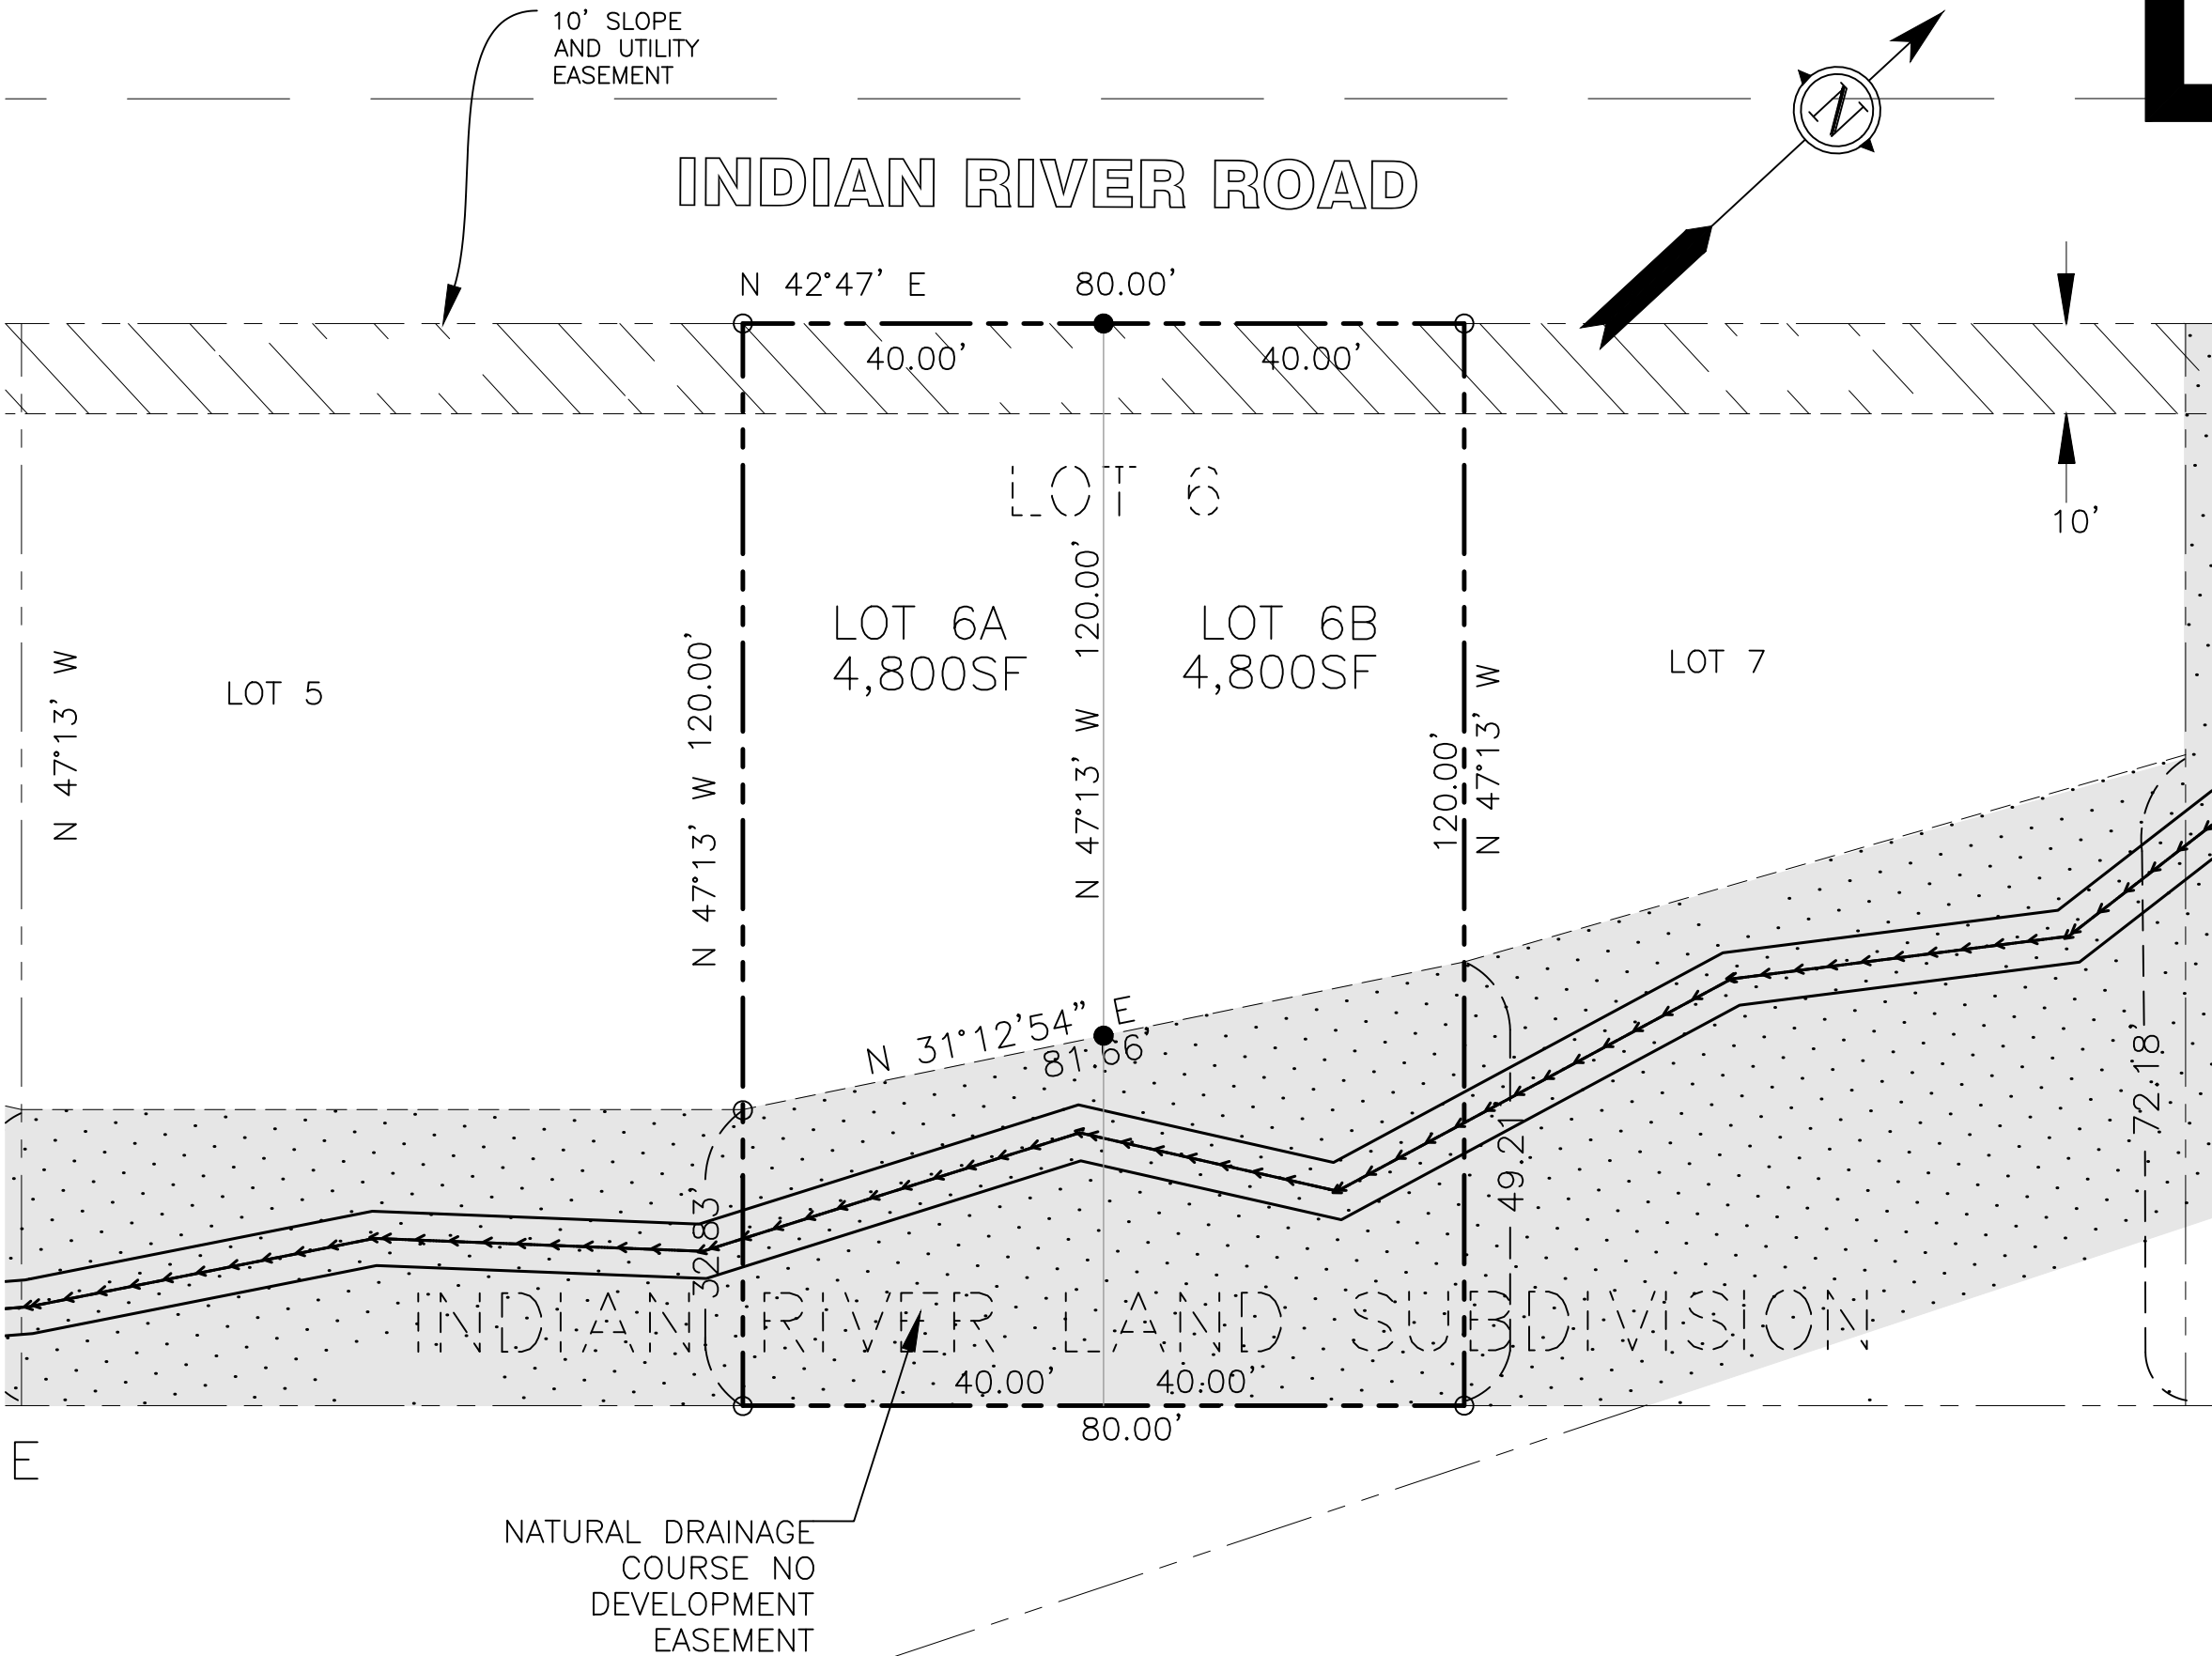 10' SLOPE
AND UTILITY
EASEMENT
N
INDIAN RIVER ROAD
N 42°47' E 80.00'
40.00' 40.00'
10'
LOT 6
LOT 6A
4,800SF
LOT 6B
4,800SF
LOT 5
LOT 7
N 47°13' W
N 47°13' W 120.00'
N 47°13' W 120.00'
120.00'
N 47°13' W
N 31°12'54" E
81.66'
32.83'
49.21'
72.18'
INDIAN RIVER LAND SUBDIVISION
40.00' 40.00'
80.00'
E
NATURAL DRAINAGE
COURSE NO
DEVELOPMENT
EASEMENT